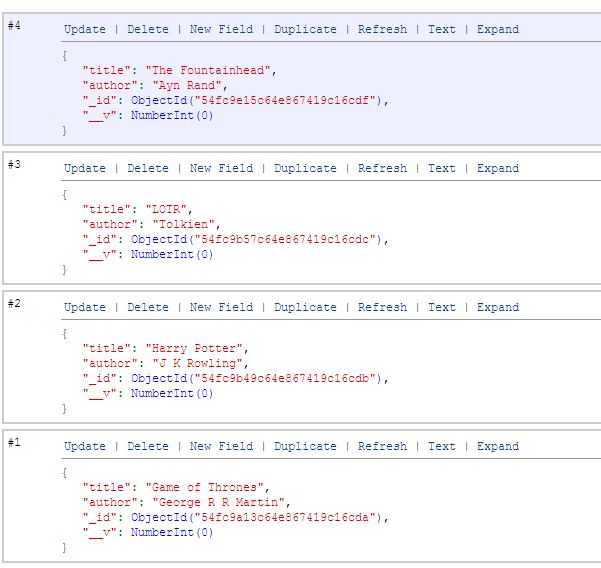 #4 Update | Delete | New Field | Duplicate | Refresh | Text | Expand
{
"title": "The Fountainhead",
"author": "Ayn Rand",
"_id": ObjectId("54fc9e15c64e867419c16cdf"),
"__v": NumberInt(0)
}
#3 Update | Delete | New Field | Duplicate | Refresh | Text | Expand
{
"title": "LOTR",
"author": "Tolkien",
"_id": ObjectId("54fc9b57c64e867419c16cdc"),
"__v": NumberInt(0)
}
#2 Update | Delete | New Field | Duplicate | Refresh | Text | Expand
{
"title": "Harry Potter",
"author": "J K Rowling",
"_id": ObjectId("54fc9b49c64e867419c16cdb"),
"__v": NumberInt(0)
}
#1 Update | Delete | New Field | Duplicate | Refresh | Text | Expand
{
"title": "Game of Thrones",
"author": "George R R Martin",
"_id": ObjectId("54fc9a13c64e867419c16cda"),
"__v": NumberInt(0)
}